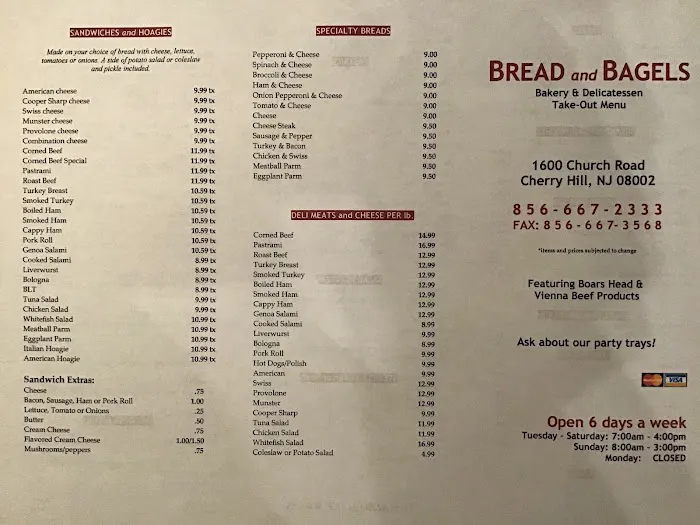 SANDWICHES and HOAGIES
Made on your choice of bread with cheese, lettuce,
tomatoes or onions. A side of potato salad or coleslaw
and pickle included.
American cheese 9.99 tx
Cooper Sharp cheese 9.99 tx
Swiss cheese 9.99 tx
Munster cheese 9.99 tx
Provolone cheese 9.99 tx
Combination cheese 9.99 tx
Corned Beef 11.99 tx
Corned Beef Special 11.99 tx
Pastrami 11.99 tx
Roast Beef 11.99 tx
Turkey Breast 10.59 tx
Smoked Turkey 10.59 tx
Boiled Ham 10.59 tx
Smoked Ham 10.59 tx
Cappy Ham 10.59 tx
Pork Roll 10.59 tx
Genoa Salami 10.59 tx
Cooked Salami 8.99 tx
Liverwurst 8.99 tx
Bologna 8.99 tx
BLT 8.99 tx
Tuna Salad 9.99 tx
Chicken Salad 9.99 tx
Whitefish Salad 10.99 tx
Meatball Parm 10.99 tx
Eggplant Parm 10.99 tx
Italian Hoagie 10.99 tx
American Hoagie 10.99 tx
Sandwich Extras:
Cheese .75
Bacon, Sausage, Ham or Pork Roll 1.00
Lettuce, Tomato or Onions .25
Butter .50
Cream Cheese .75
Flavored Cream Cheese 1.00/1.50
Mushrooms/peppers .75
SPECIALTY BREADS
Pepperoni & Cheese 9.00
Spinach & Cheese 9.00
Broccoli & Cheese 9.00
Ham & Cheese 9.00
Onion Pepperoni & Cheese 9.00
Tomato & Cheese 9.00
Cheese 9.00
Cheese Steak 9.50
Sausage & Pepper 9.50
Turkey & Bacon 9.50
Chicken & Swiss 9.50
Meatball Parm 9.50
Eggplant Parm 9.50
DELI MEATS and CHEESE PER lb.
Corned Beef 14.99
Pastrami 16.99
Roast Beef 12.99
Turkey Breast 12.99
Smoked Turkey 12.99
Boiled Ham 12.99
Smoked Ham 12.99
Cappy Ham 12.99
Genoa Salami 12.99
Cooked Salami 8.99
Liverwurst 9.99
Bologna 8.99
Pork Roll 9.99
Hot Dogs/Polish 9.99
American 9.99
Swiss 12.99
Provolone 12.99
Munster 12.99
Cooper Sharp 9.99
Tuna Salad 11.99
Chicken Salad 11.99
Whitefish Salad 16.99
Coleslaw or Potato Salad 4.99
BREAD and BAGELS
Bakery & Delicatessen
Take-Out Menu
1600 Church Road
Cherry Hill, NJ 08002
856-667-2333
FAX: 856-667-3568
*items and prices subjected to change
Featuring Boars Head &
Vienna Beef Products
Ask about our party trays!
MasterCard VISA
Open 6 days a week
Tuesday - Saturday: 7:00am - 4:00pm
Sunday: 8:00am - 3:00pm
Monday: CLOSED